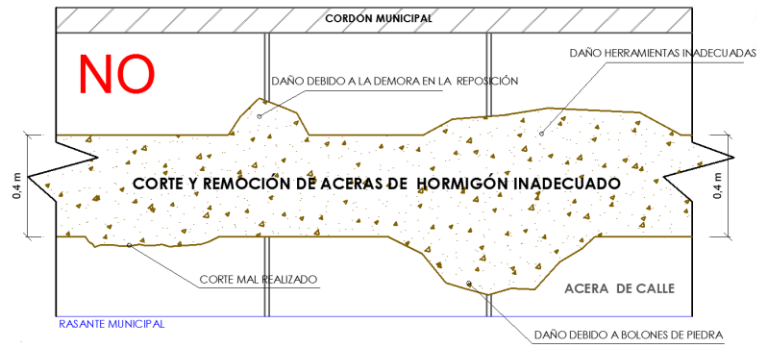 CORDÓN MUNICIPAL
NO
DAÑO HERRAMIENTAS INADECUADAS
DAÑO DEBIDO A LA DEMORA EN LA REPOSICIÓN
0,4 m
CORTE Y REMOCIÓN DE ACERAS DE HORMIGÓN INADECUADO
0,4 m
CORTE MAL REALIZADO
ACERA DE CALLE
RASANTE MUNICIPAL
DAÑO DEBIDO A BOLONES DE PIEDRA